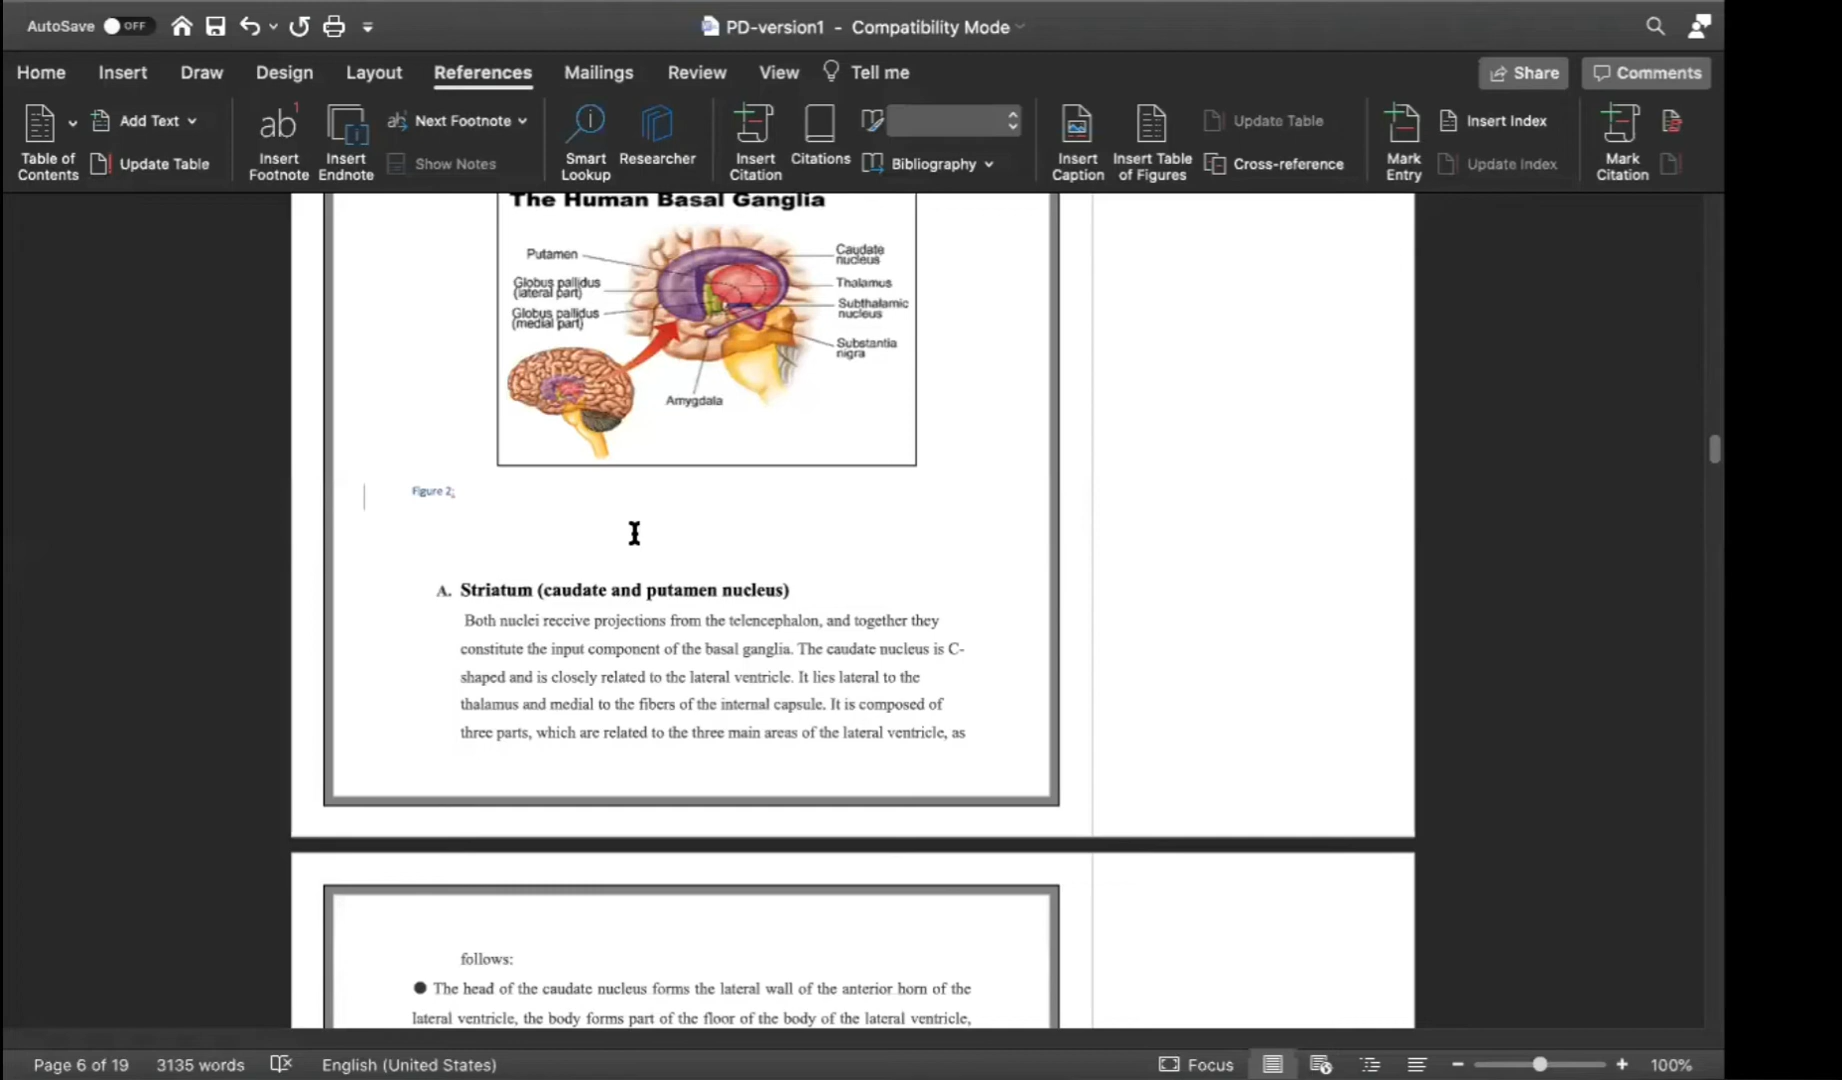 AutoSave OFF
PD-version1 - Compatibility Mode
Home Insert Draw Design Layout References Mailings Review View Tell me
Share Comments
Table of Contents
Add Text
Update Table
ab 1
Insert Footnote
Insert Endnote
ab Next Footnote
Show Notes
Smart Lookup
Researcher
Insert Citation
Citations
Bibliography
Insert Caption
Insert Table of Figures
Update Table
Cross-reference
Mark Entry
Insert Index
Update Index
Mark Citation
The Human Basal Ganglia
Putamen
Globus pallidus
(lateral part)
Globus pallidus
(medial part)
Caudate
nucleus
Thalamus
Subthalamic
nucleus
Substantia
nigra
Amygdala
Figure 2:
A. Striatum (caudate and putamen nucleus)
Both nuclei receive projections from the telencephalon, and together they
constitute the input component of the basal ganglia. The caudate nucleus is C-
shaped and is closely related to the lateral ventricle. It lies lateral to the
thalamus and medial to the fibers of the internal capsule. It is composed of
three parts, which are related to the three main areas of the lateral ventricle, as
follows:
● The head of the caudate nucleus forms the lateral wall of the anterior horn of the
lateral ventricle, the body forms part of the floor of the body of the lateral ventricle,
Page 6 of 19 3135 words English (United States) Focus 100%